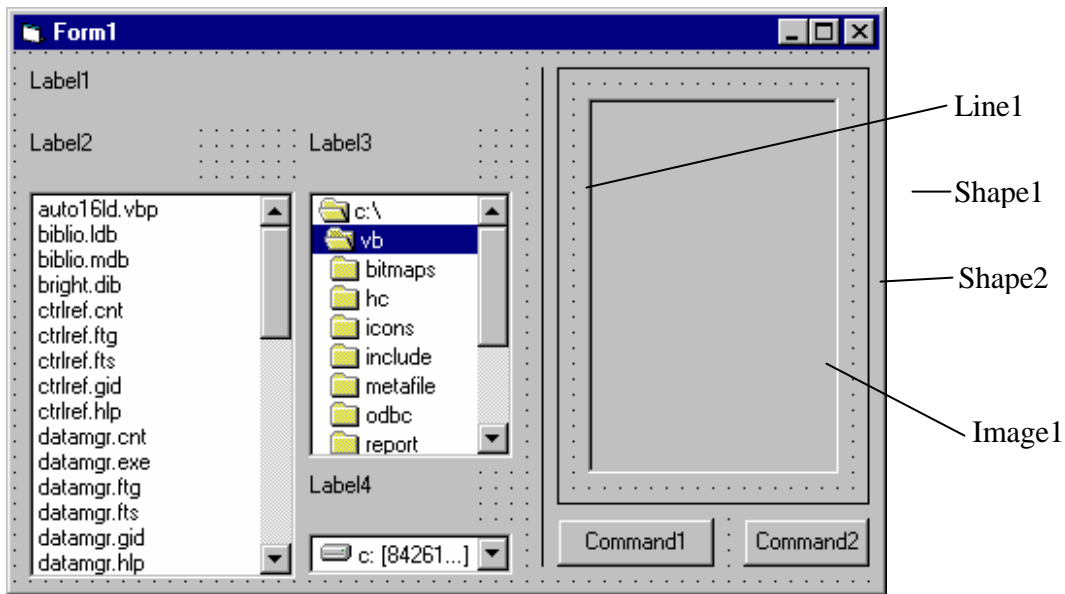 Form1
Label1
Label2
Label3
auto16ld.vbp
biblio.ldb
biblio.mdb
bright.dib
ctrlref.cnt
ctrlref.ftg
ctrlref.fts
ctrlref.gid
ctrlref.hlp
datamgr.cnt
datamgr.exe
datamgr.ftg
datamgr.fts
datamgr.gid
datamgr.hlp
c:\
vb
bitmaps
hc
icons
include
metafile
odbc
report
Label4
c: [84261...]
Command1
Command2
Line1
Shape1
Shape2
Image1